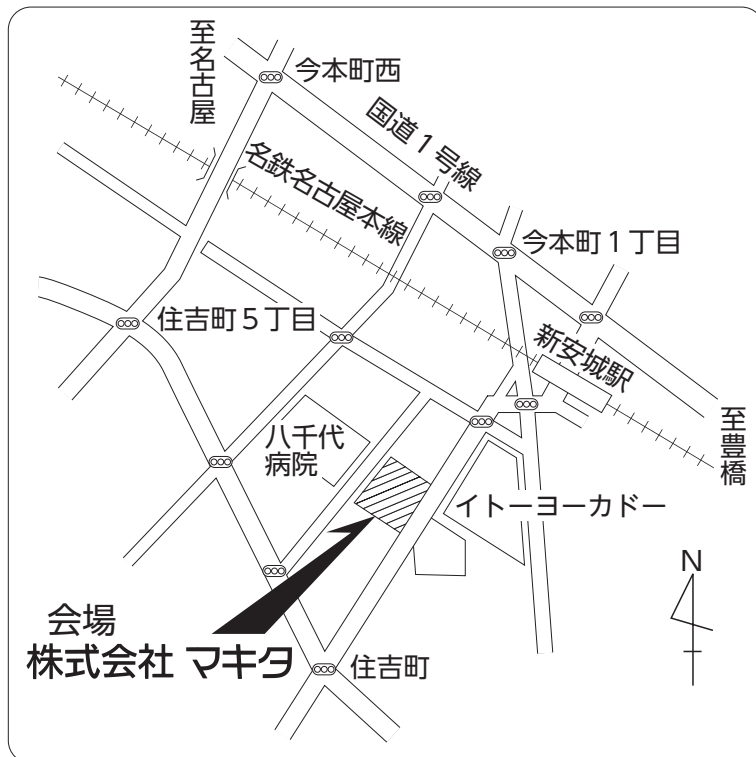 至名古屋
今本町西
国道1号線
名鉄名古屋本線
今本町1丁目
住吉町5丁目
新安城駅
至豊橋
八千代
病院
イトーヨーカドー
N
会場
株式会社 マキタ
住吉町